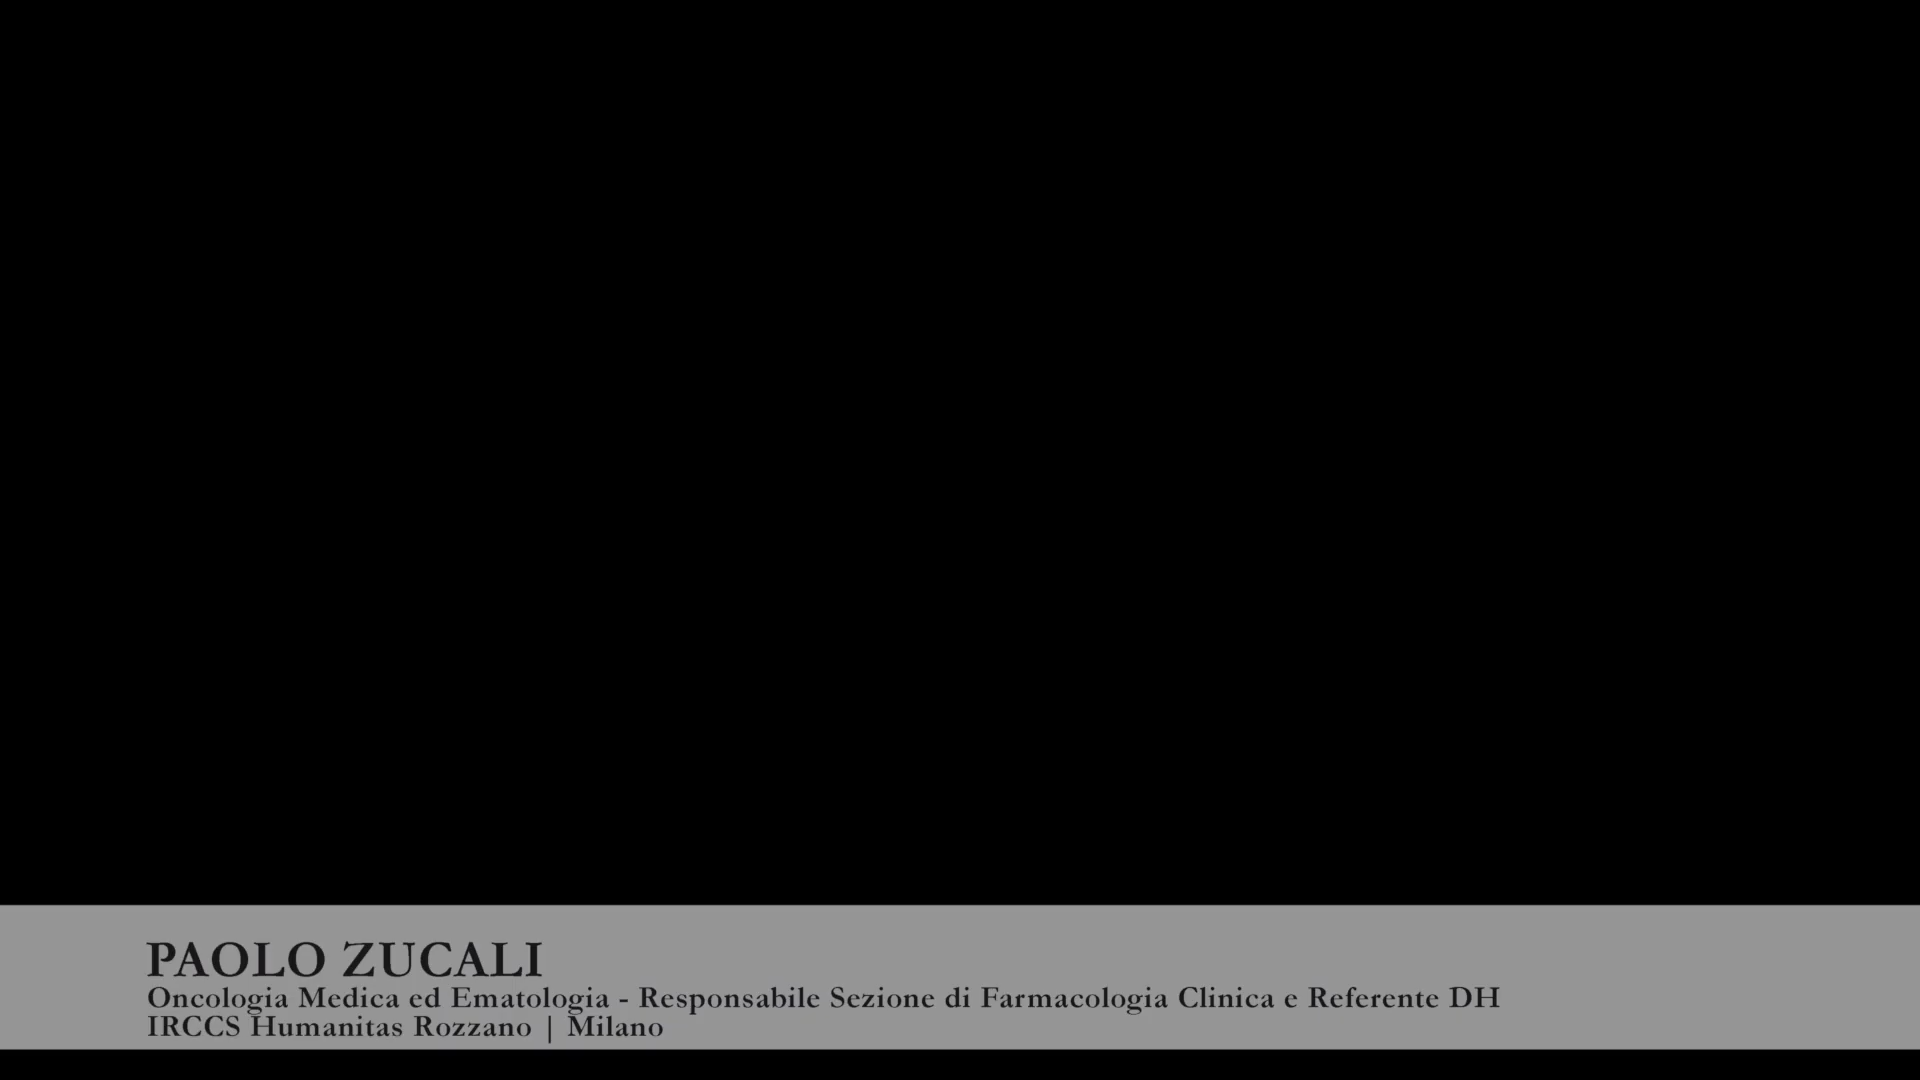 PAOLO ZUCALI
Oncologia Medica ed Ematologia - Responsabile Sezione di Farmacologia Clinica e Referente DH
IRCCS Humanitas Rozzano | Milano